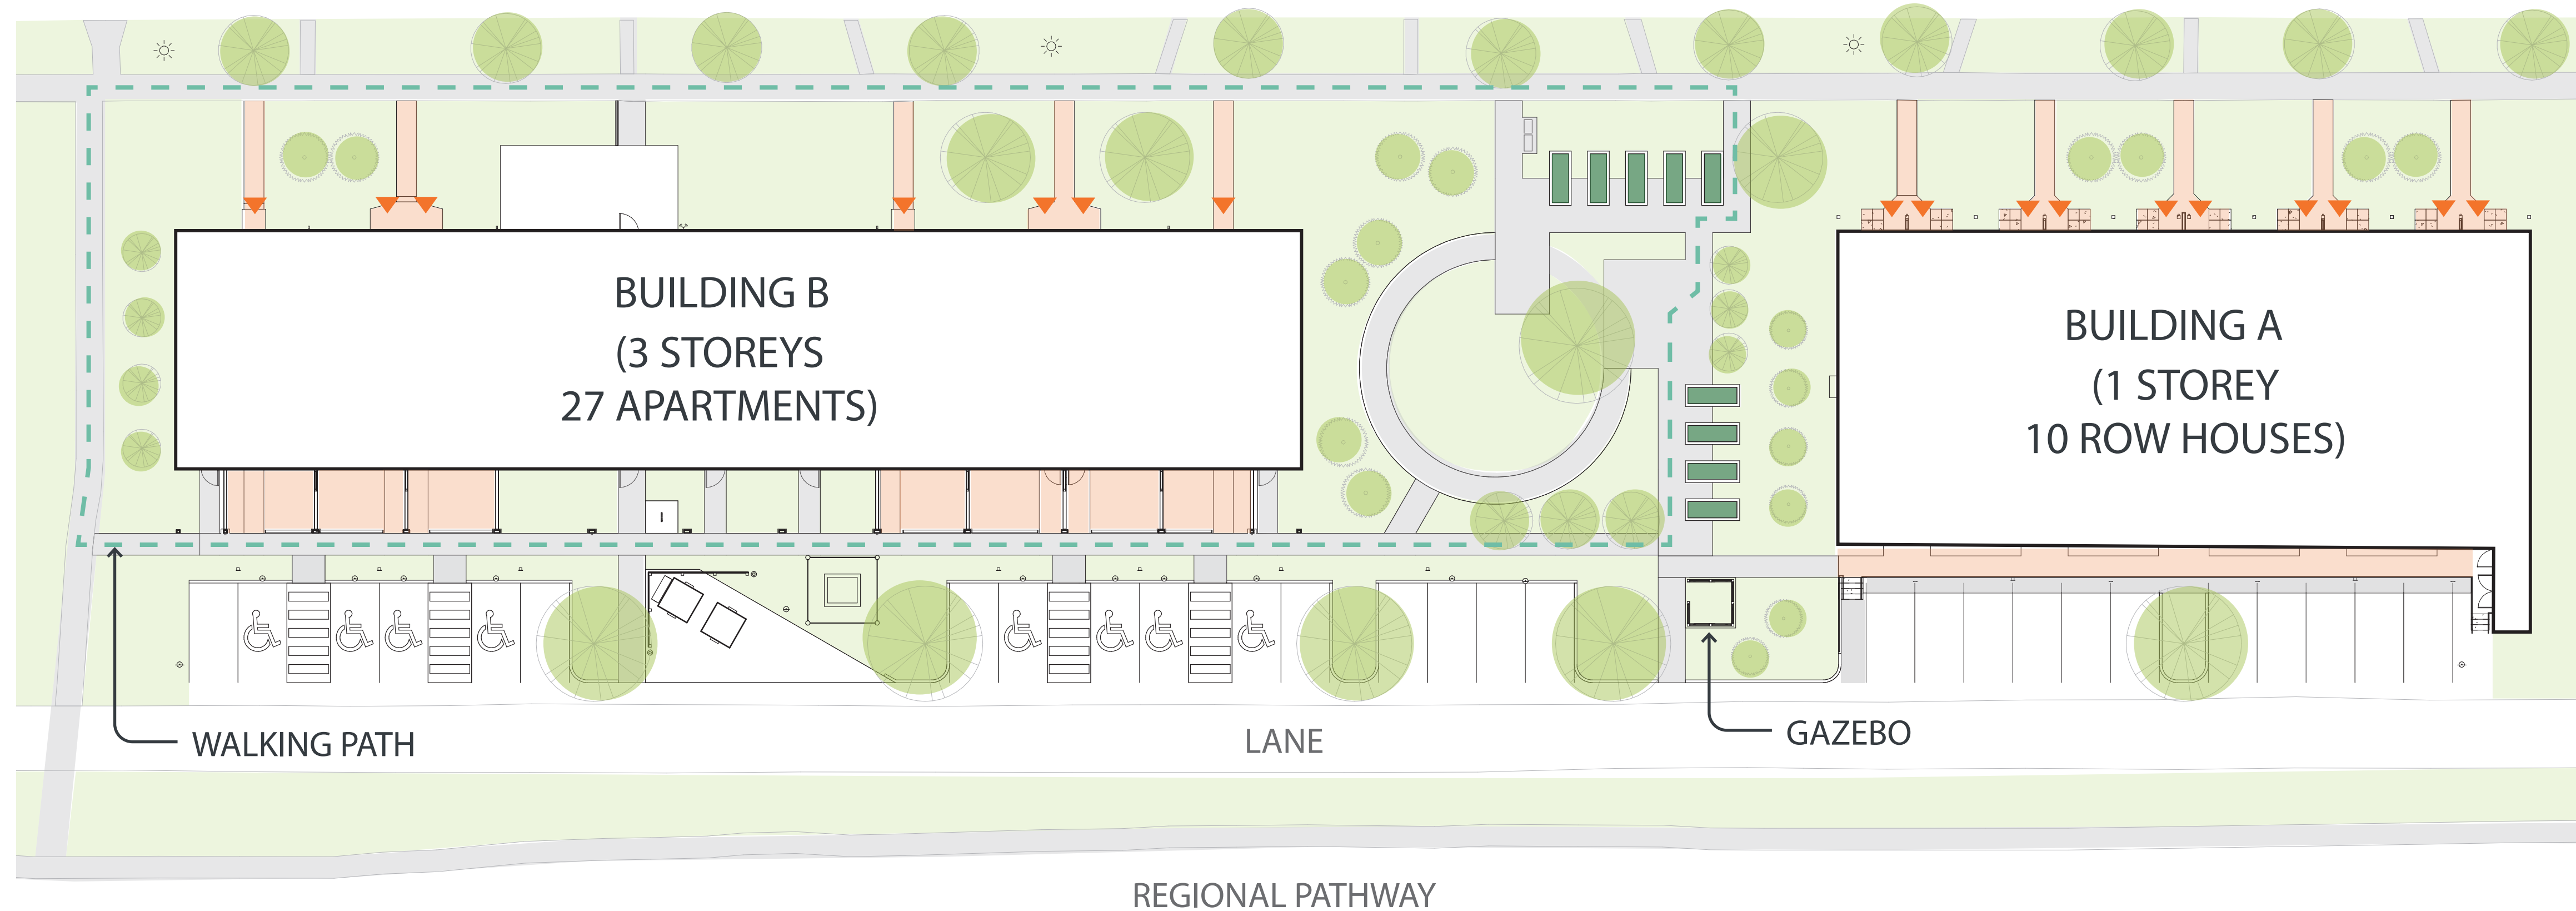 BUILDING B
(3 STOREYS
27 APARTMENTS)
BUILDING A
(1 STOREY
10 ROW HOUSES)
WALKING PATH
LANE
GAZEBO
REGIONAL PATHWAY